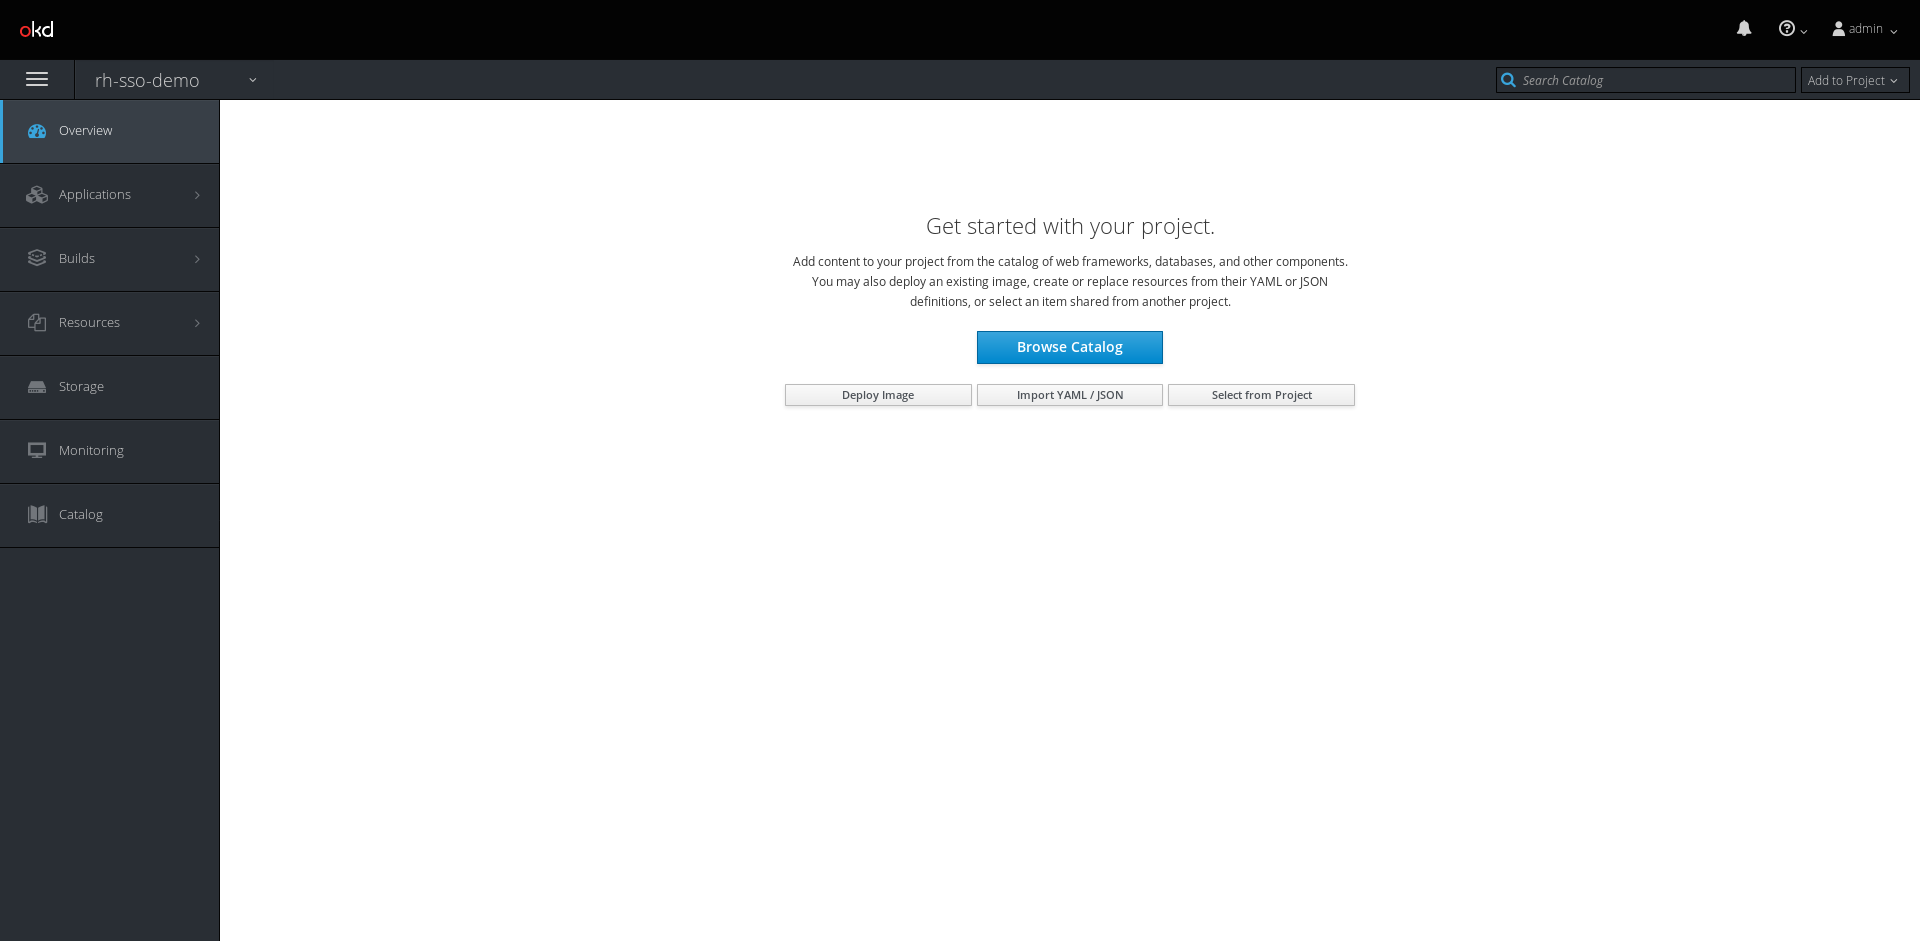 okd
admin
rh-sso-demo
Search Catalog
Add to Project
Overview
Applications
Builds
Resources
Storage
Monitoring
Catalog
Get started with your project.
Add content to your project from the catalog of web frameworks, databases, and other components.
You may also deploy an existing image, create or replace resources from their YAML or JSON
definitions, or select an item shared from another project.
Browse Catalog
Deploy Image
Import YAML / JSON
Select from Project